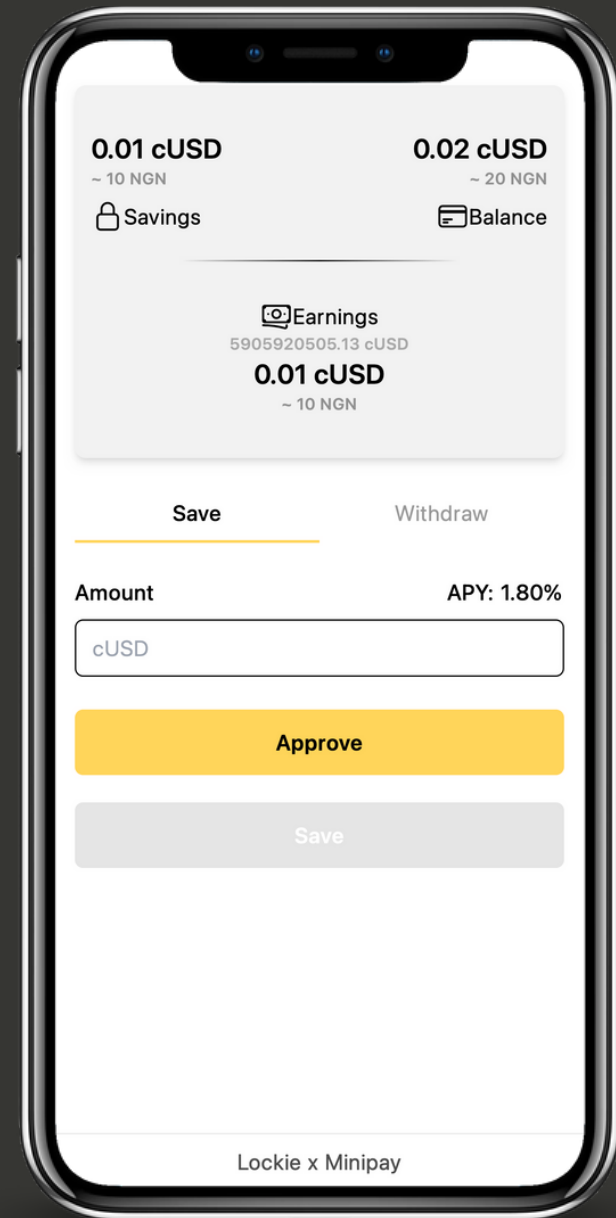 0.01 cUSD 0.02 cUSD
~ 10 NGN ~ 20 NGN
Savings Balance
Earnings
5905920505.13 cUSD
0.01 cUSD
~ 10 NGN
Save Withdraw
Amount APY: 1.80%
cUSD
Approve
Save
Lockie x Minipay